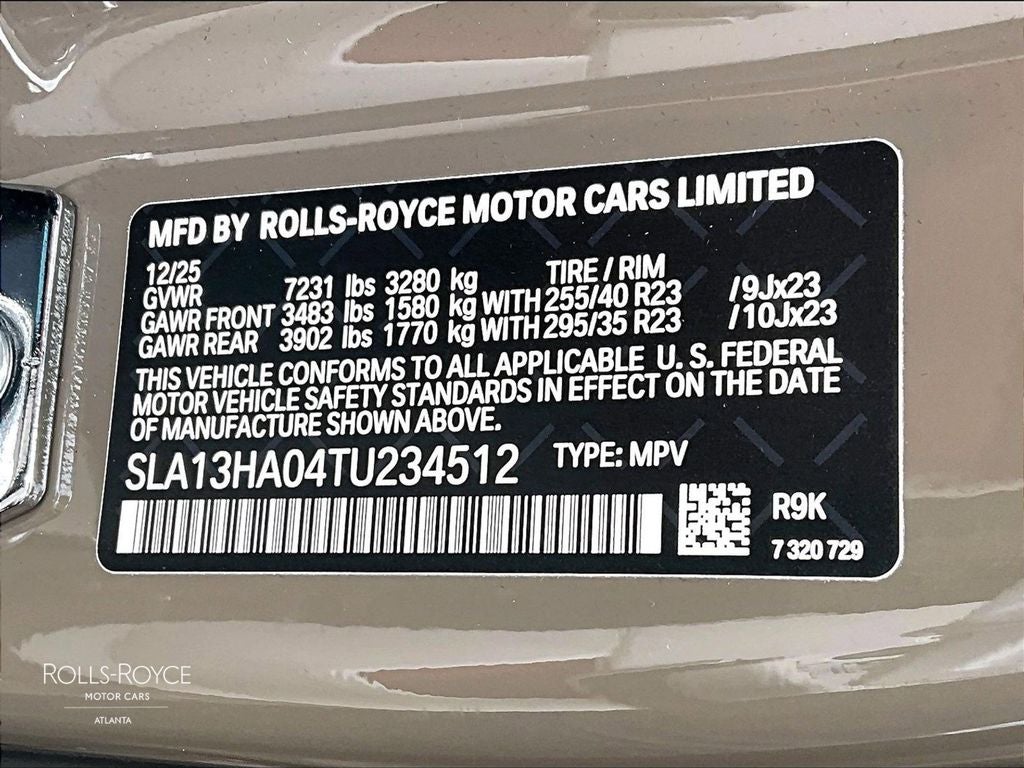 MFD BY ROLLS-ROYCE MOTOR CARS LIMITED
12/25 TIRE / RIM
GVWR 7231 lbs 3280 kg
GAWR FRONT 3483 lbs 1580 kg WITH 255/40 R23 /9Jx23
GAWR REAR 3902 lbs 1770 kg WITH 295/35 R23 /10Jx23
THIS VEHICLE CONFORMS TO ALL APPLICABLE U. S. FEDERAL
MOTOR VEHICLE SAFETY STANDARDS IN EFFECT ON THE DATE
OF MANUFACTURE SHOWN ABOVE.
SLA13HA04TU234512 TYPE: MPV
R9K
7 320 729
ROLLS-ROYCE
MOTOR CARS
ATLANTA